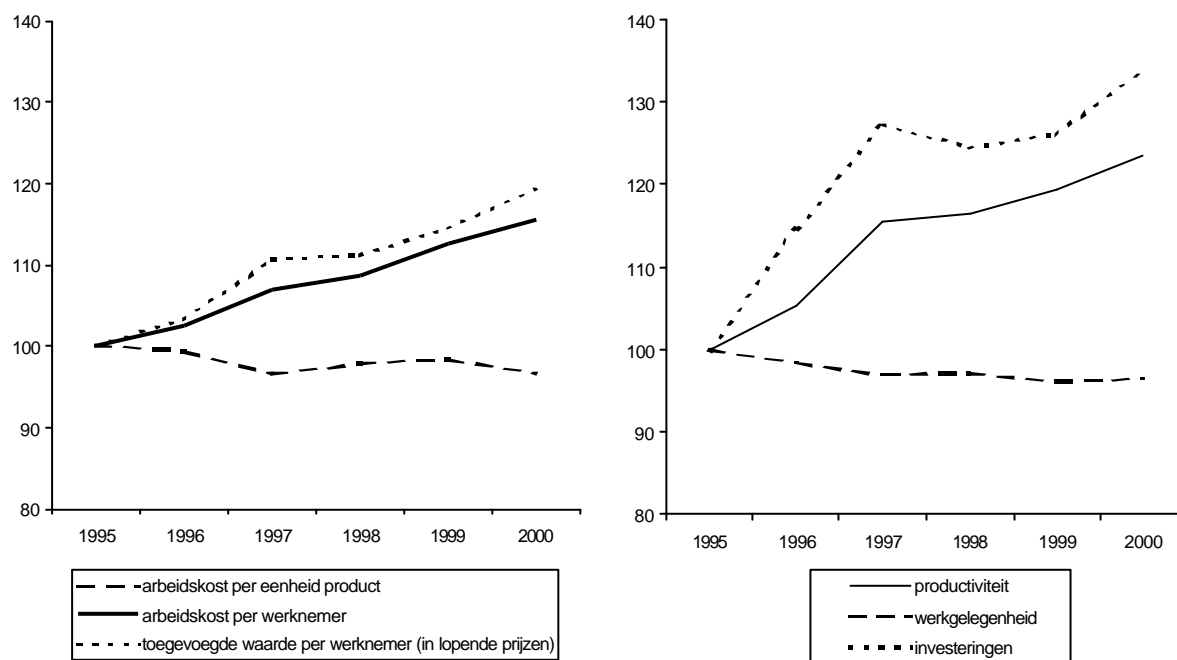 140
130
120
110
100
90
80
1995 1996 1997 1998 1999 2000
arbeidskost per eenheid product
arbeidskost per werknemer
toegevoegde waarde per werknemer (in lopende prijzen)
140
130
120
110
100
90
80
1995 1996 1997 1998 1999 2000
productiviteit
werkgelegenheid
investeringen